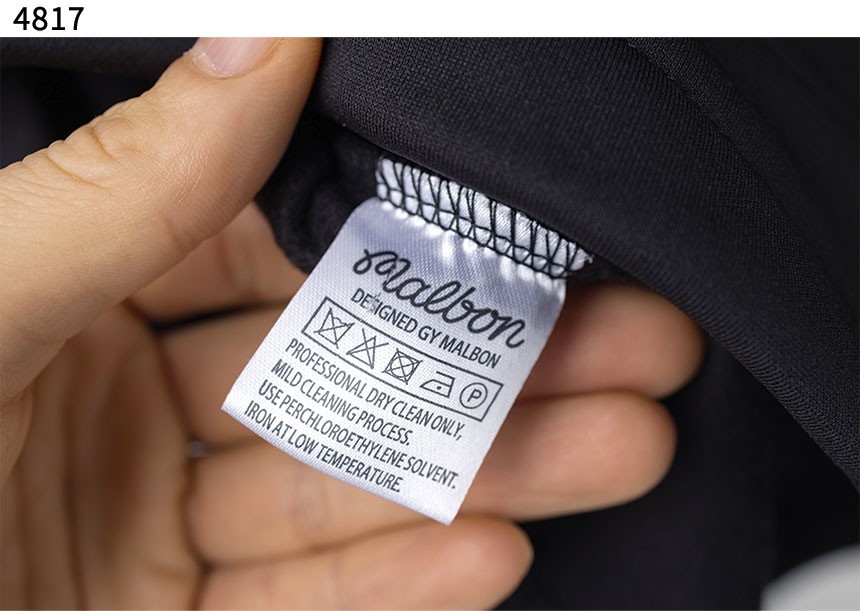 4817
Malbon
DESIGNED GY MALBON
P
PROFESSIONAL DRY CLEAN ONLY,
MILD CLEANING PROCESS.
USE PERCHLOROETHYLENE SOLVENT.
IRON AT LOW TEMPERATURE.